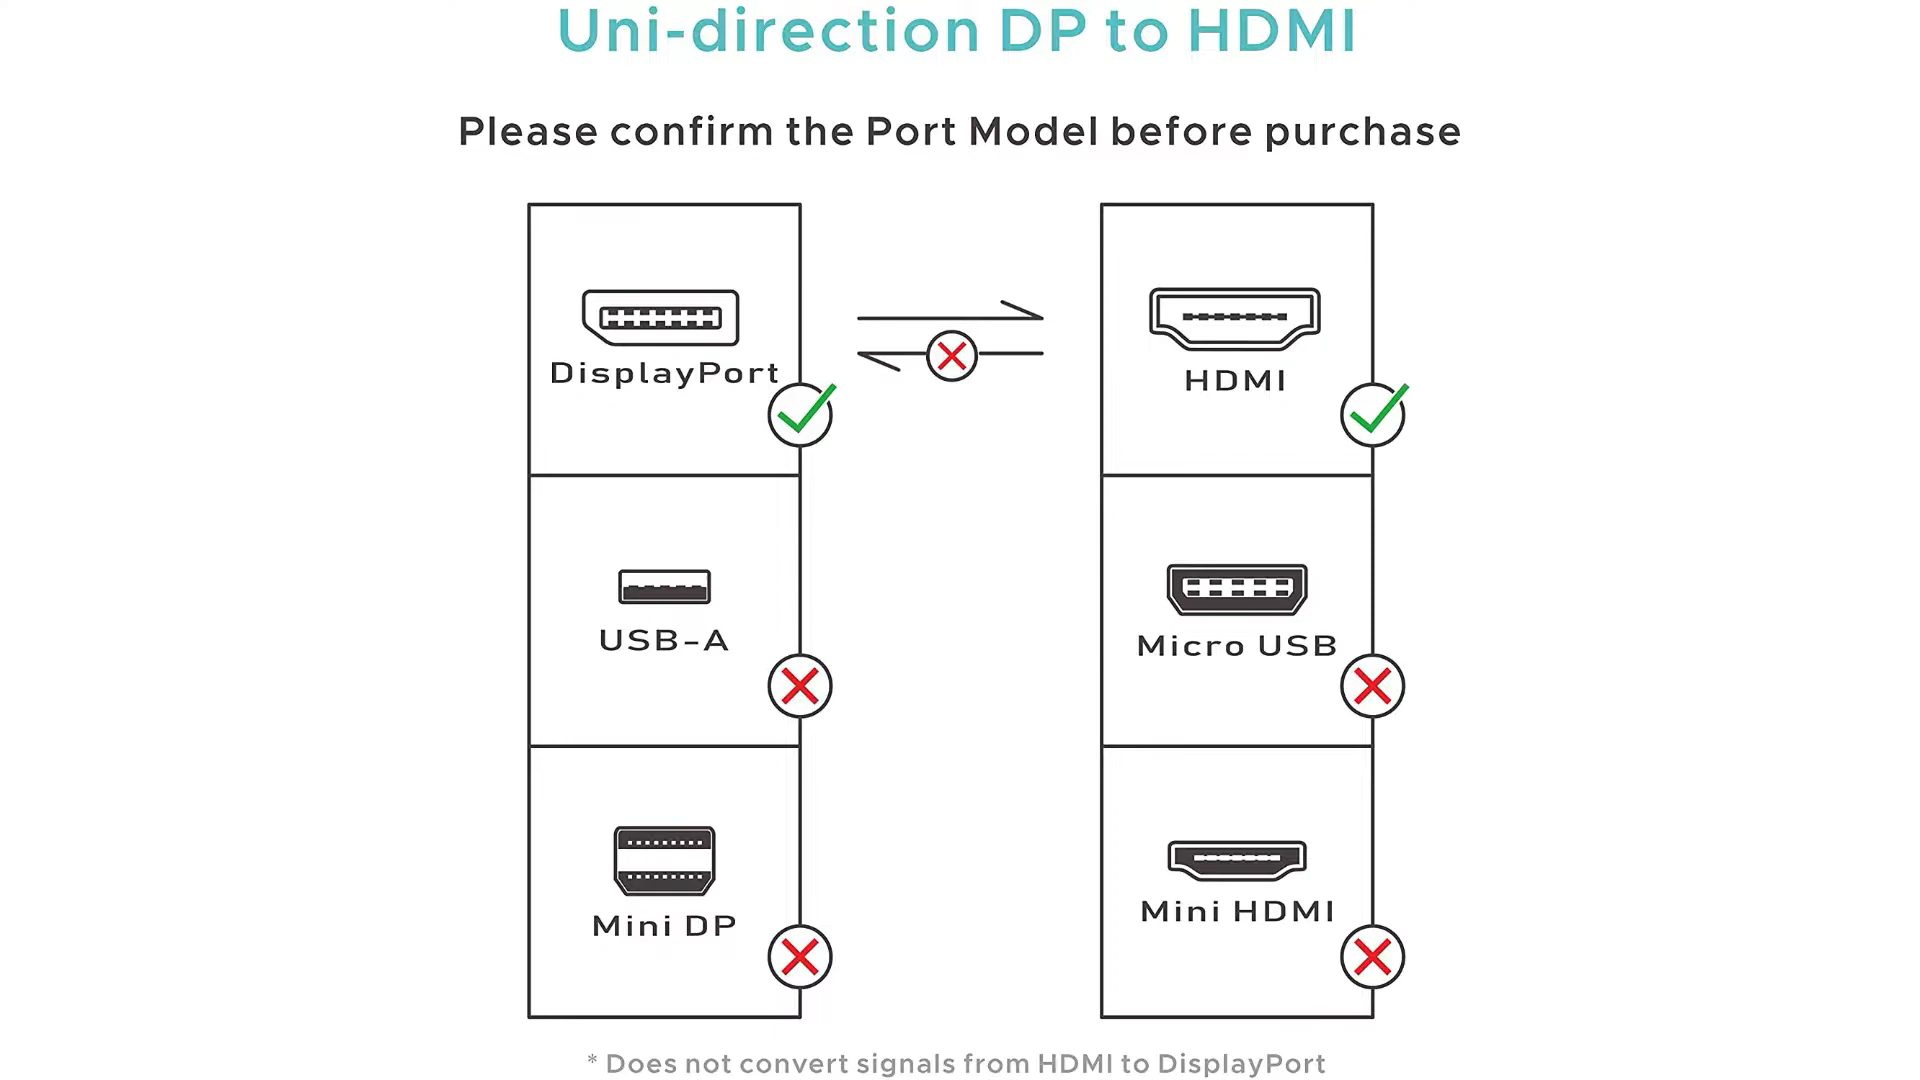 Uni-direction DP to HDMI
Please confirm the Port Model before purchase
DisplayPort
HDMI
USB-A
Micro USB
Mini DP
Mini HDMI
* Does not convert signals from HDMI to DisplayPort